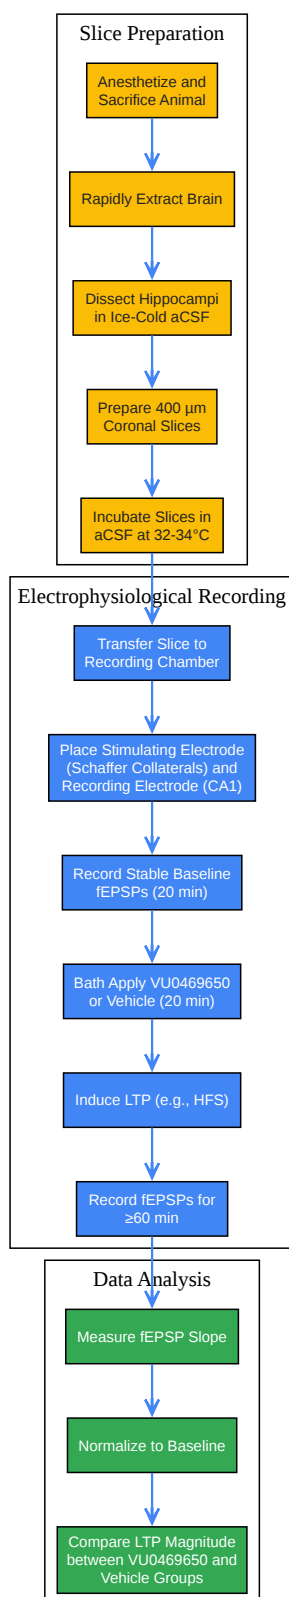 Slice Preparation
Anesthetize and
Sacrifice Animal
Rapidly Extract Brain
Dissect Hippocampi
in Ice-Cold aCSF
Prepare 400 µm
Coronal Slices
Incubate Slices in
aCSF at 32-34°C
Electrophysiological Recording
Transfer Slice to
Recording Chamber
Place Stimulating Electrode
(Schaffer Collaterals) and
Recording Electrode (CA1)
Record Stable Baseline
fEPSPs (20 min)
Bath Apply VU0469650
or Vehicle (20 min)
Induce LTP (e.g., HFS)
Record fEPSPs for
≥60 min
Data Analysis
Measure fEPSP Slope
Normalize to Baseline
Compare LTP Magnitude
between VU0469650 and
Vehicle Groups